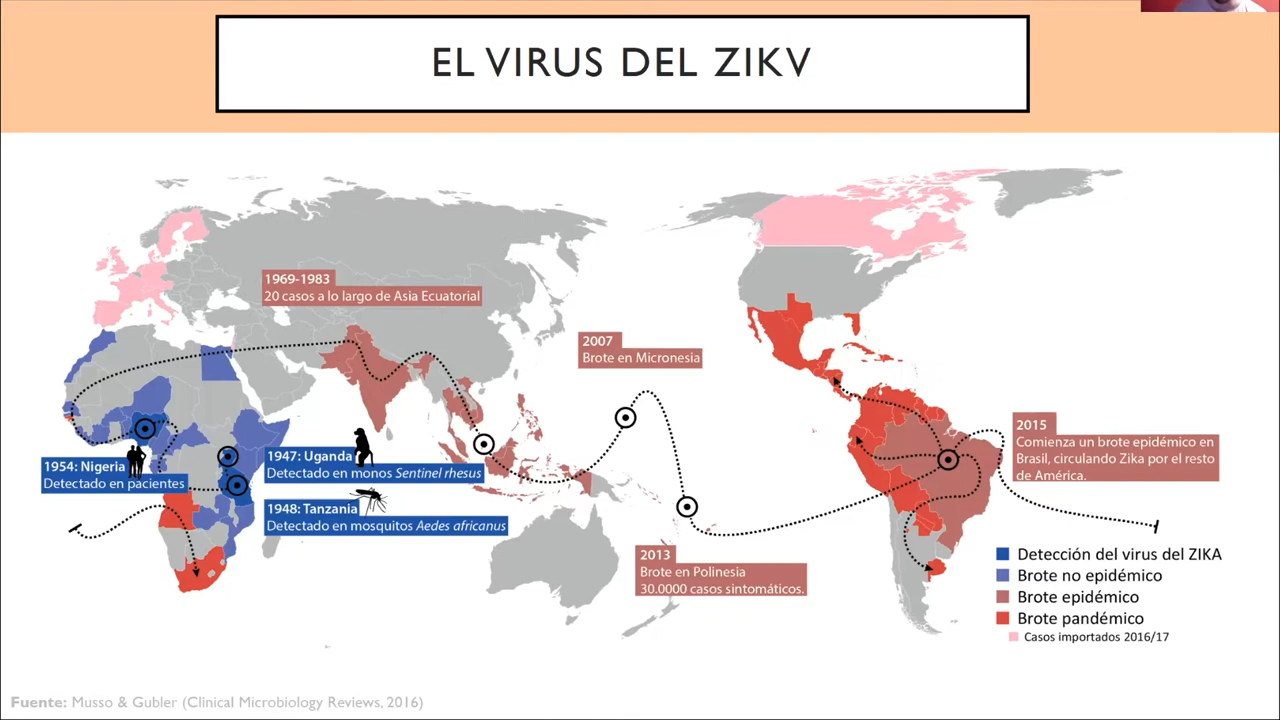 EL VIRUS DEL ZIKV
1969-1983
20 casos a lo largo de Asia Ecuatorial
2007
Brote en Micronesia
1954: Nigeria
Detectado en pacientes
1947: Uganda
Detectado en monos Sentinel rhesus
1948: Tanzania
Detectado en mosquitos Aedes africanus
2013
Brote en Polinesia
30.0000 casos sintomáticos.
2015
Comienza un brote epidémico en
Brasil, circulando Zika por el resto
de América.
Detección del virus del ZIKA
Brote no epidémico
Brote epidémico
Brote pandémico
Casos importados 2016/17
Fuente: Musso & Gubler (Clinical Microbiology Reviews, 2016)